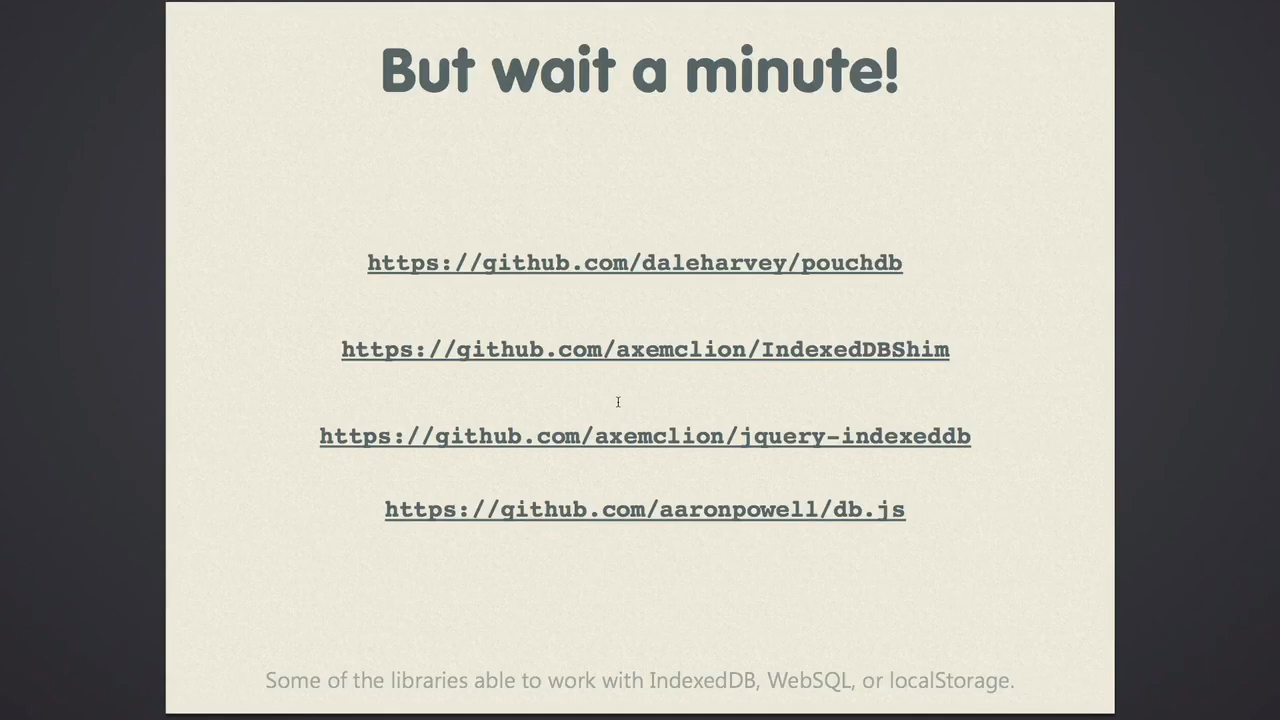 But wait a minute!
https://github.com/daleharvey/pouchdb
https://github.com/axemclion/IndexedDBShim
https://github.com/axemclion/jquery-indexeddb
https://github.com/aaronpowell/db.js
Some of the libraries able to work with IndexedDB, WebSQL, or localStorage.